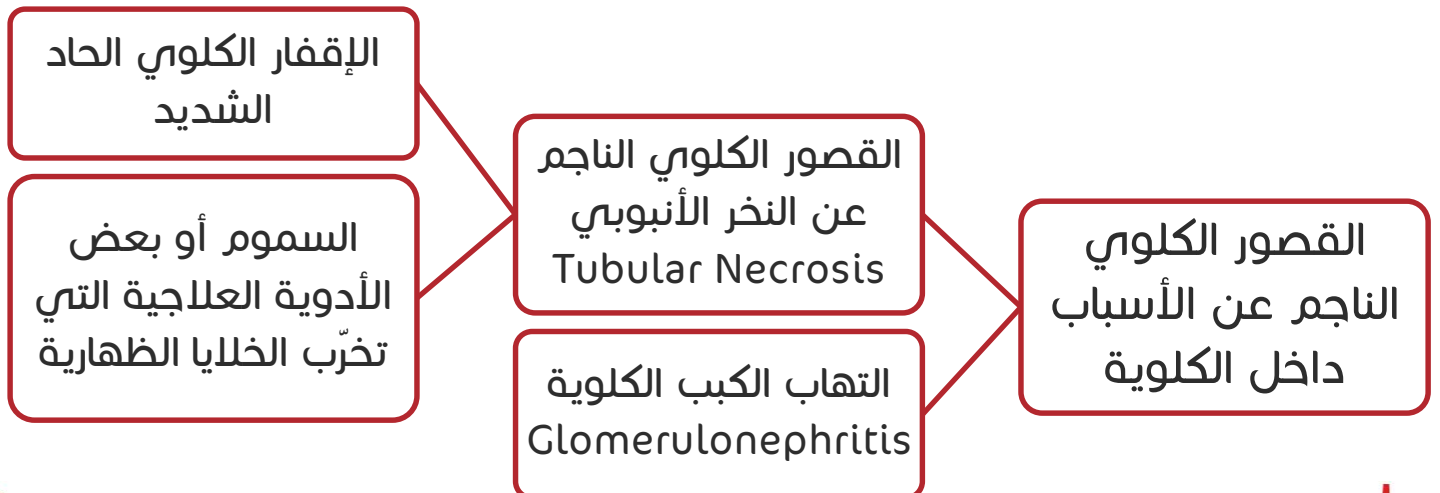 القصور الكلوي
الناجم عن الأسباب
داخل الكلوية
القصور الكلوي الناجم
عن النخر الأنبوبي
Tubular Necrosis
التهاب الكبب الكلوية
Glomerulonephritis
الإقفار الكلوي الحاد
الشديد
السموم أو بعض
الأدوية العلاجية التي
تخرّب الخلايا الظهارية